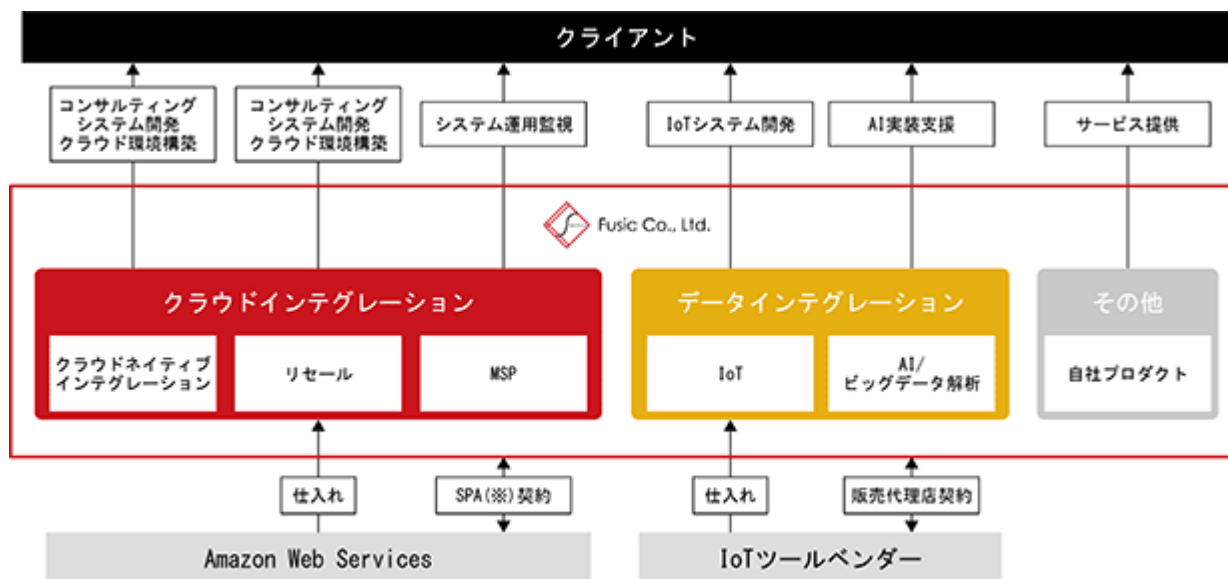 クライアント
コンサルティング
システム開発
クラウド環境構築
コンサルティング
システム開発
クラウド環境構築
システム運用監視
IoTシステム開発
AI実装支援
サービス提供
Fusic Co., Ltd.
クラウドインテグレーション
データインテグレーション
その他
クラウドネイティブ
インテグレーション
リセール
MSP
IoT
AI/
ビッグデータ解析
自社プロダクト
仕入れ
SPA(※)契約
仕入れ
販売代理店契約
Amazon Web Services
IoTツールベンダー